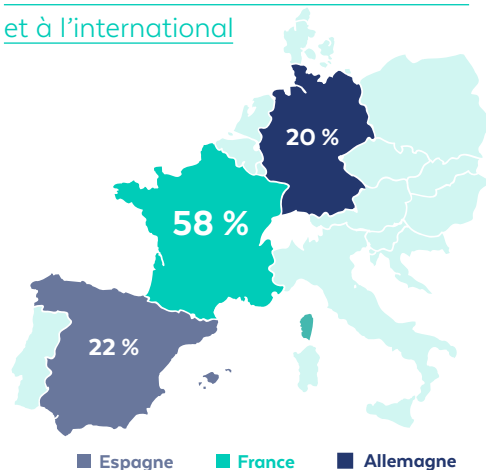 et à l’international
20 %
58 %
22 %
Espagne France Allemagne